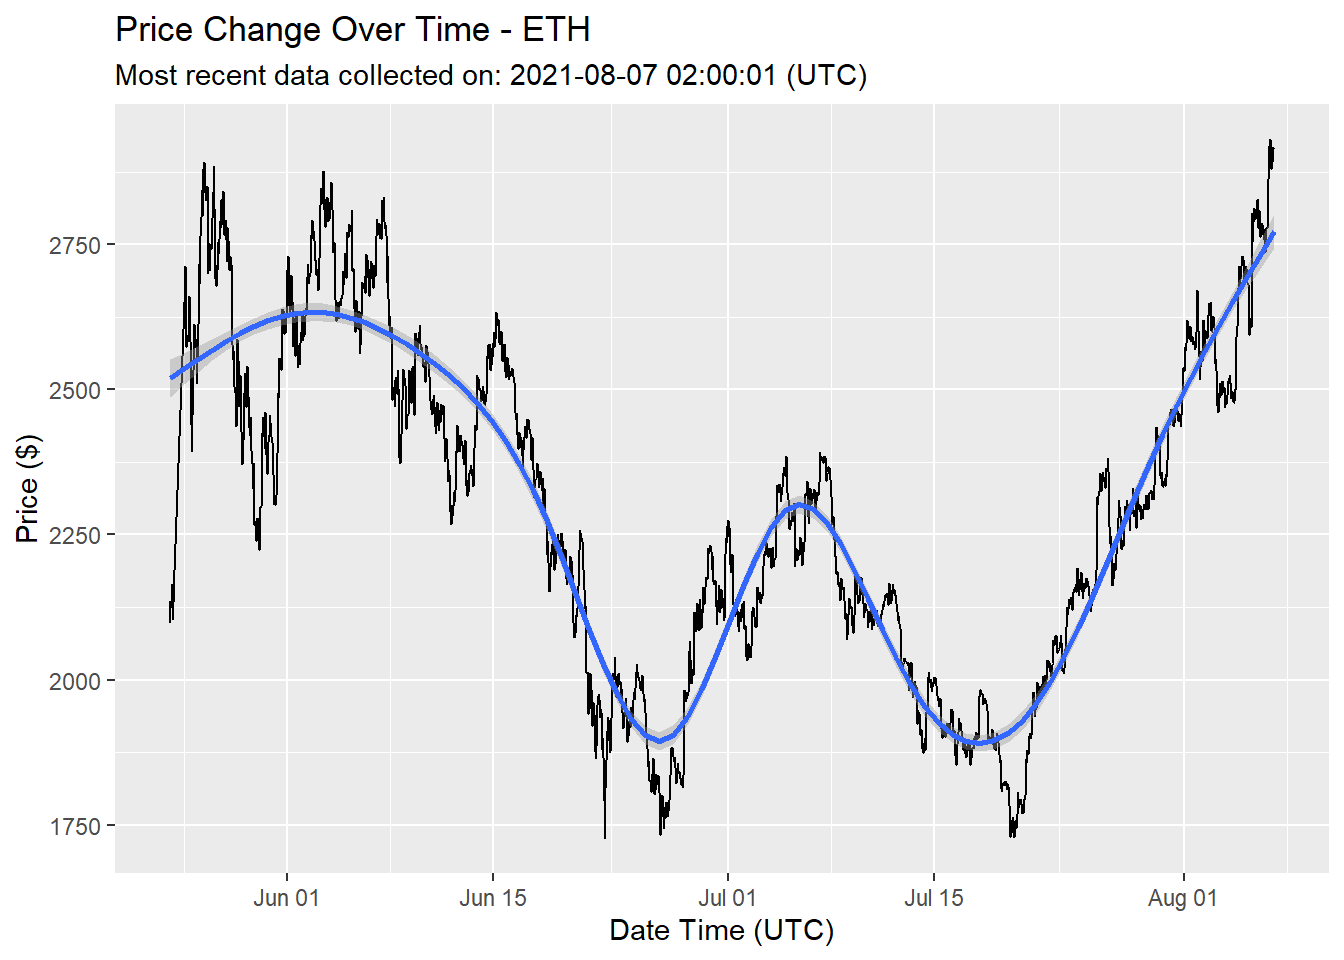 Price Change Over Time - ETH
Most recent data collected on: 2021-08-07 02:00:01 (UTC)
Price ($)
2750
2500
2250
2000
1750
Jun 01 Jun 15 Jul 01 Jul 15 Aug 01
Date Time (UTC)